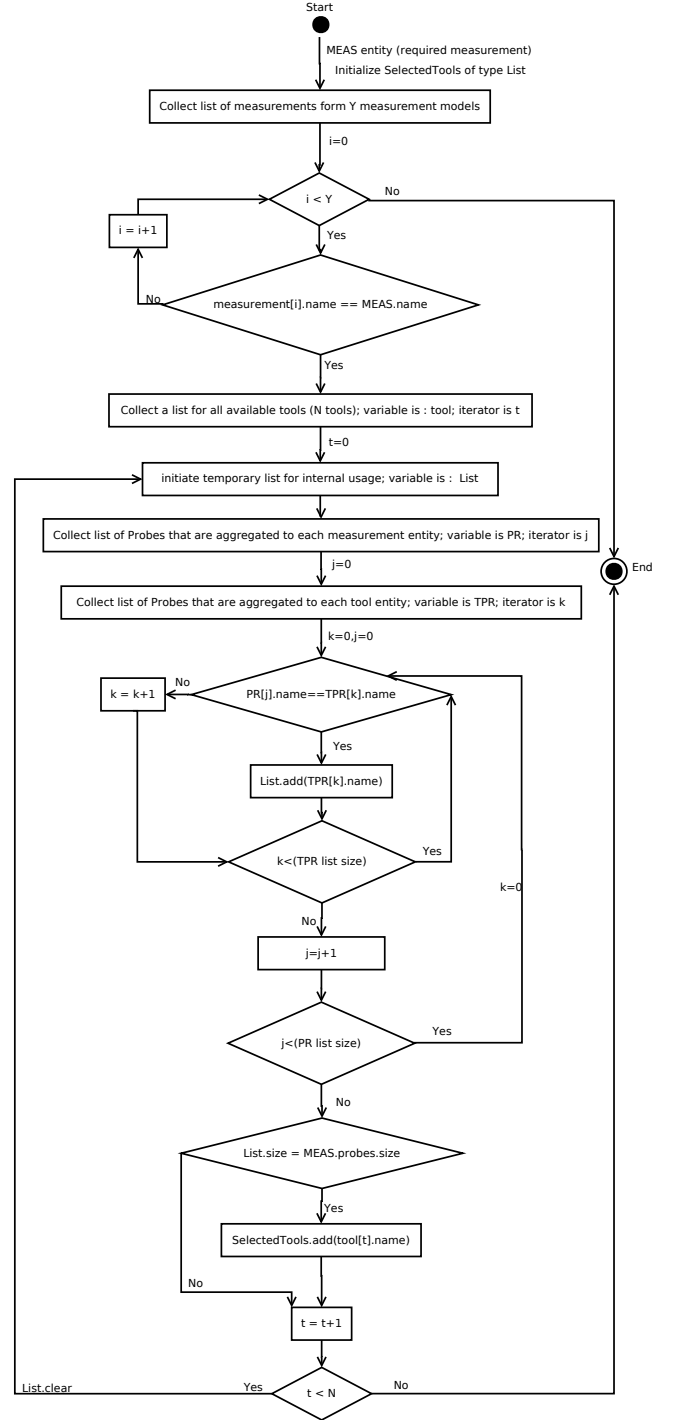 Start
MEAS entity (required measurement)
Initialize SelectedTools of type List
Collect list of measurements form Y measurement models
i=0
i < Y
No
Yes
i = i+1
No
measurement[i].name == MEAS.name
Yes
Collect a list for all available tools (N tools); variable is : tool; iterator is t
t=0
initiate temporary list for internal usage; variable is :  List
Collect list of Probes that are aggregated to each measurement entity; variable is PR; iterator is j
j=0
End
Collect list of Probes that are aggregated to each tool entity; variable is TPR; iterator is k
k=0,j=0
No
k = k+1
PR[j].name==TPR[k].name
Yes
List.add(TPR[k].name)
k<(TPR list size)
Yes
k=0
No
j=j+1
j<(PR list size)
Yes
No
List.size = MEAS.probes.size
Yes
SelectedTools.add(tool[t].name)
No
t = t+1
List.clear
Yes
t < N
No